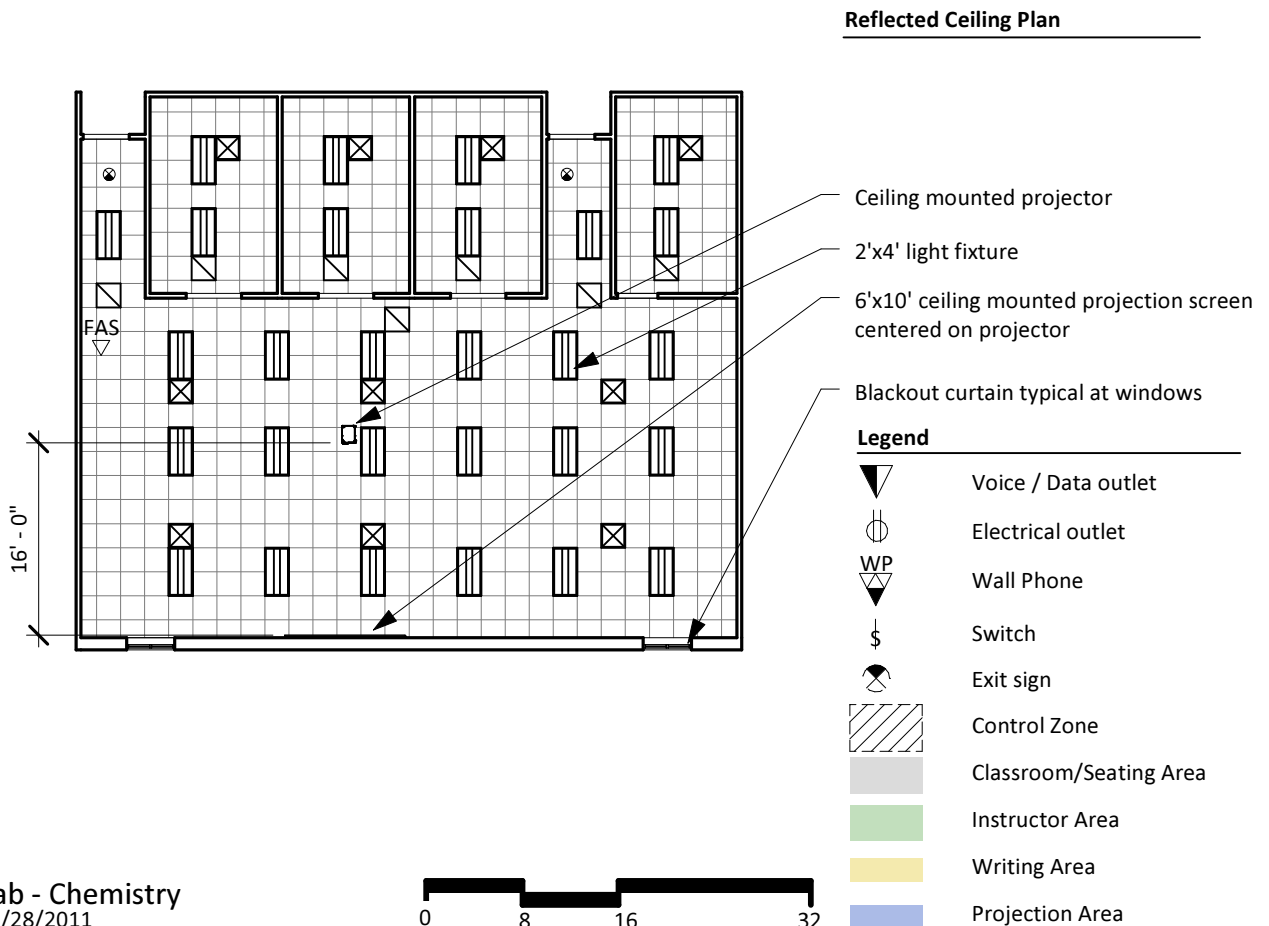 Reflected Ceiling Plan
Ceiling mounted projector
2'x4' light fixture
6'x10' ceiling mounted projection screen
centered on projector
Blackout curtain typical at windows
FAS
16' - 0"
Legend
Voice / Data outlet
Electrical outlet
WP
Wall Phone
$
Switch
Exit sign
Control Zone
Classroom/Seating Area
Instructor Area
Writing Area
Projection Area
ab - Chemistry
/28/2011
0 8 16 32